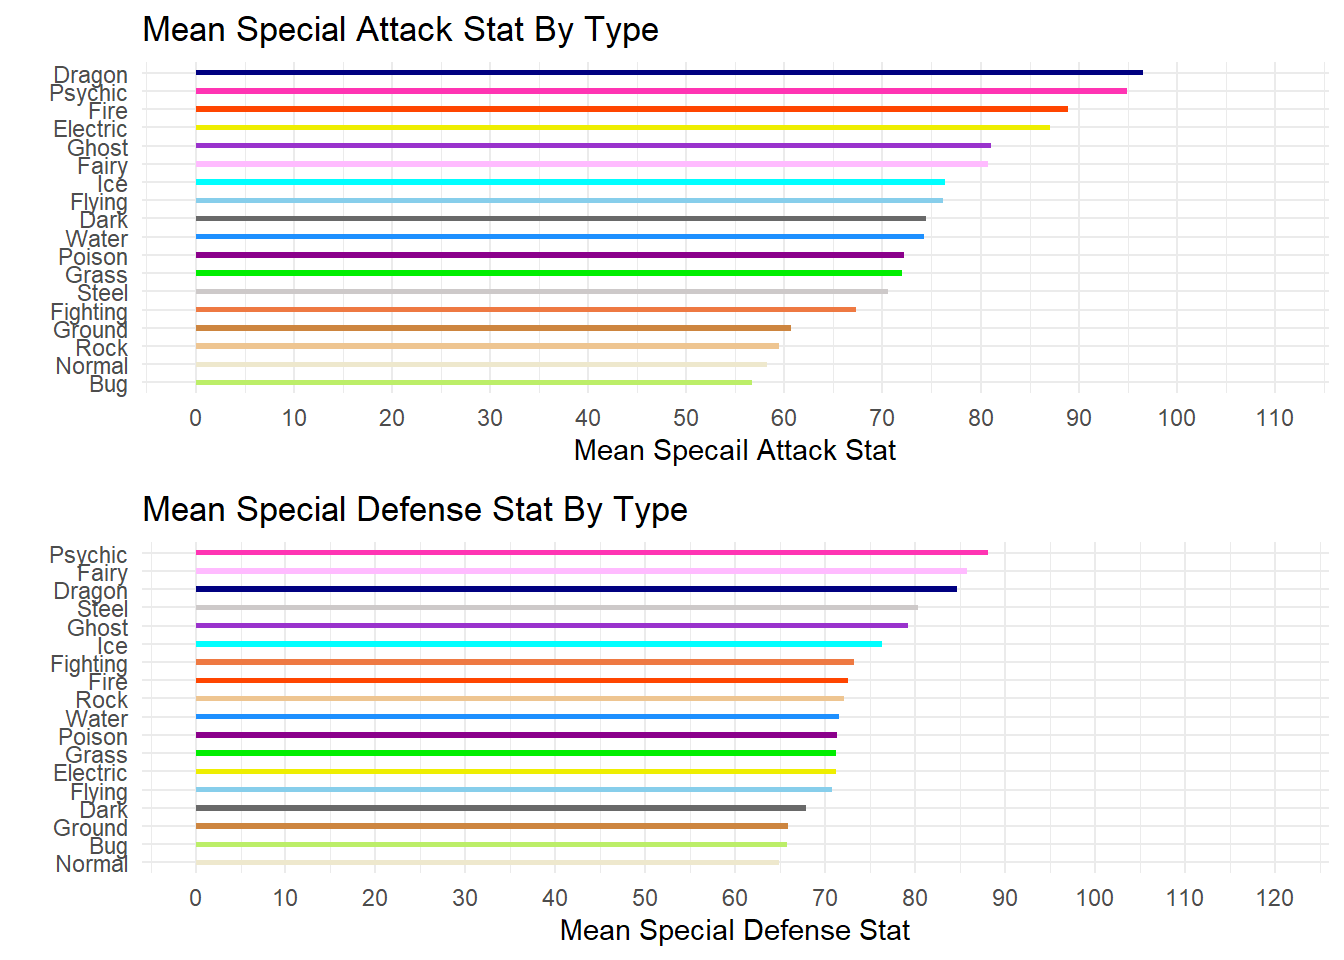 Mean Special Attack Stat By Type
Dragon
Psychic
Fire
Electric
Ghost
Fairy
Ice
Flying
Dark
Water
Poison
Grass
Steel
Fighting
Ground
Rock
Normal
Bug
0 10 20 30 40 50 60 70 80 90 100 110
Mean Specail Attack Stat
Mean Special Defense Stat By Type
Psychic
Fairy
Dragon
Steel
Ghost
Ice
Fighting
Fire
Rock
Water
Poison
Grass
Electric
Flying
Dark
Ground
Bug
Normal
0 10 20 30 40 50 60 70 80 90 100 110 120
Mean Special Defense Stat